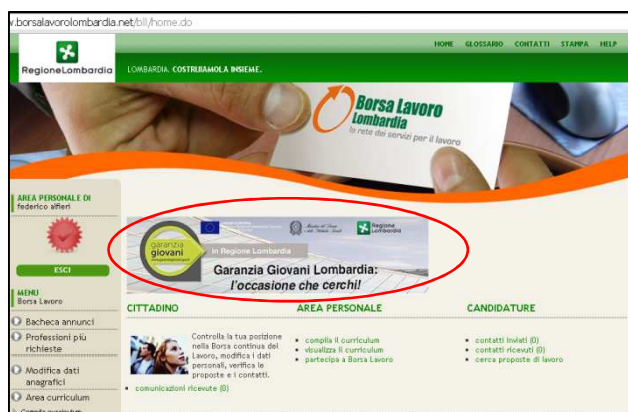 w.borsalavorolombardia.net/bll/home.do
HOME GLOSSARIO CONTATTI STAMPA HELP
RegioneLombardia
LOMBARDIA. COSTRUIAMOLA INSIEME.
Borsa Lavoro
Lombardia
la rete dei servizi per il lavoro
AREA PERSONALE DI
federico alfieri
ESCI
MENU
Borsa Lavoro
Bacheca annunci
Professioni più
richieste
Modifica dati
anagrafici
Area curriculum
garanzia
giovani
Regione
Lombardia
in Regione Lombardia
Garanzia Giovani Lombardia:
l'occasione che cerchi!
CITTADINO
Controlla la tua posizione
nella Borsa continua del
Lavoro, modifica i dati
personali, verifica le
proposte e i contatti.
comunicazioni ricevute (0)
AREA PERSONALE
compila il curriculum
visualizza il curriculum
partecipa a Borsa Lavoro
CANDIDATURE
contatti inviati (0)
contatti ricevuti (0)
cerca proposte di lavoro